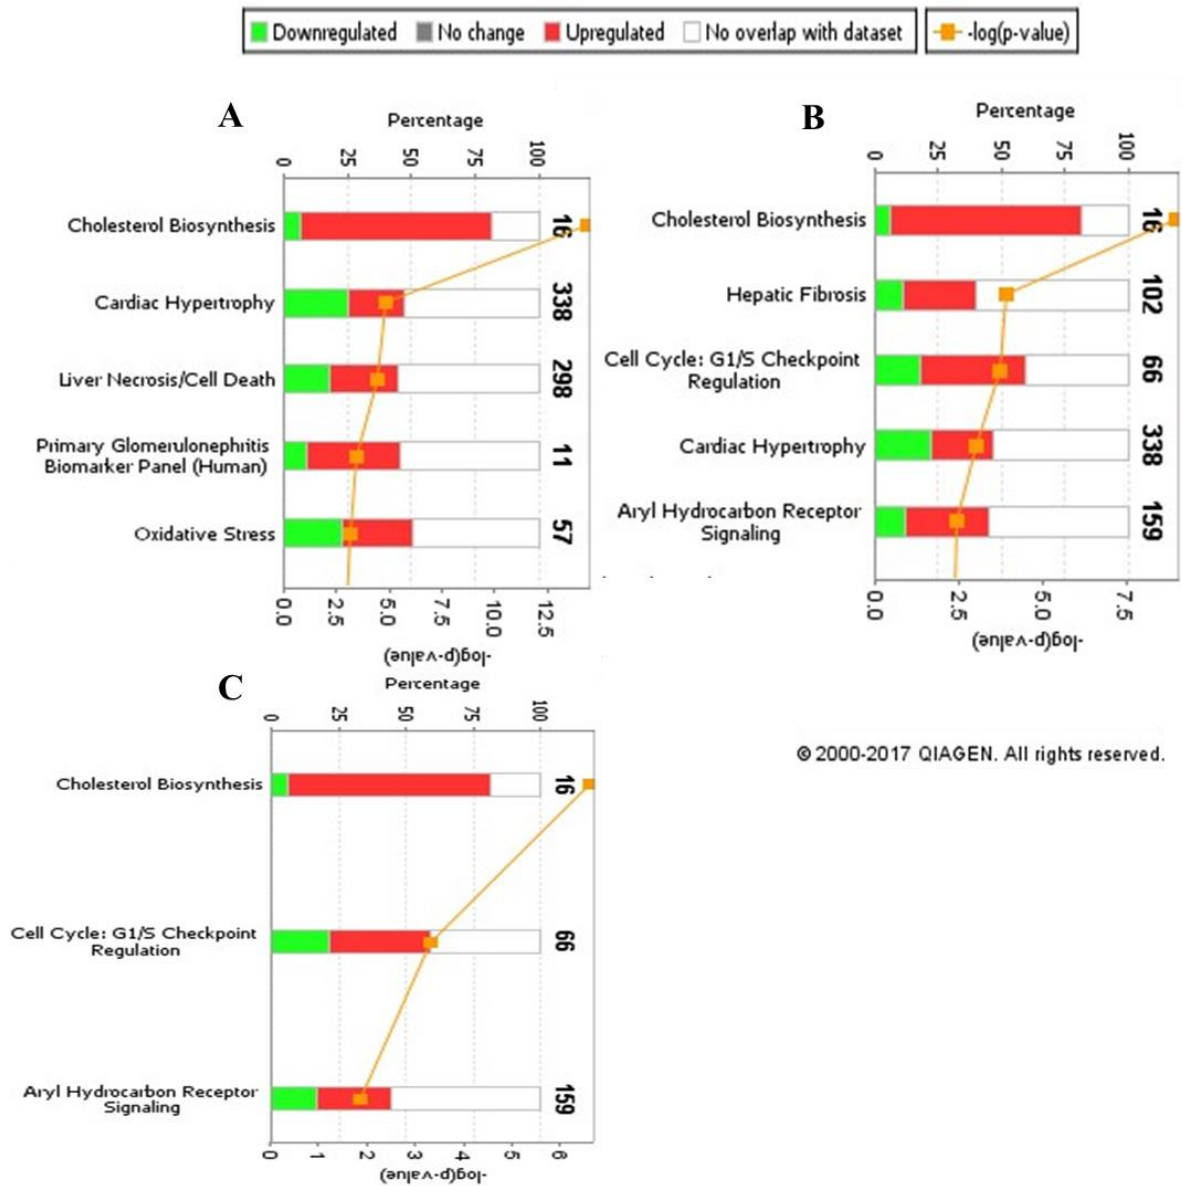 Downregulated No change Upregulated No overlap with dataset -log(p-value)
A
Percentage
0 25 50 75 100
Cholesterol Biosynthesis 16
Cardiac Hypertrophy 338
Liver Necrosis/Cell Death 298
Primary Glomerulonephritis
Biomarker Panel (Human) 11
Oxidative Stress 57
0.0 2.5 5.0 7.5 10.0 12.5
-log(p-value)
B
Percentage
0 25 50 75 100
Cholesterol Biosynthesis 16
Hepatic Fibrosis 102
Cell Cycle: G1/S Checkpoint
Regulation 66
Cardiac Hypertrophy 338
Aryl Hydrocarbon Receptor
Signaling 159
5.0 2.5 5.0 7.5
-log(p-value)
C
Percentage
0 25 50 75 100
Cholesterol Biosynthesis 16
Cell Cycle: G1/S Checkpoint
Regulation 66
Aryl Hydrocarbon Receptor
Signaling 159
0 1 2 3 4 5 6
-log(p-value)
© 2000-2017 QIAGEN. All rights reserved.